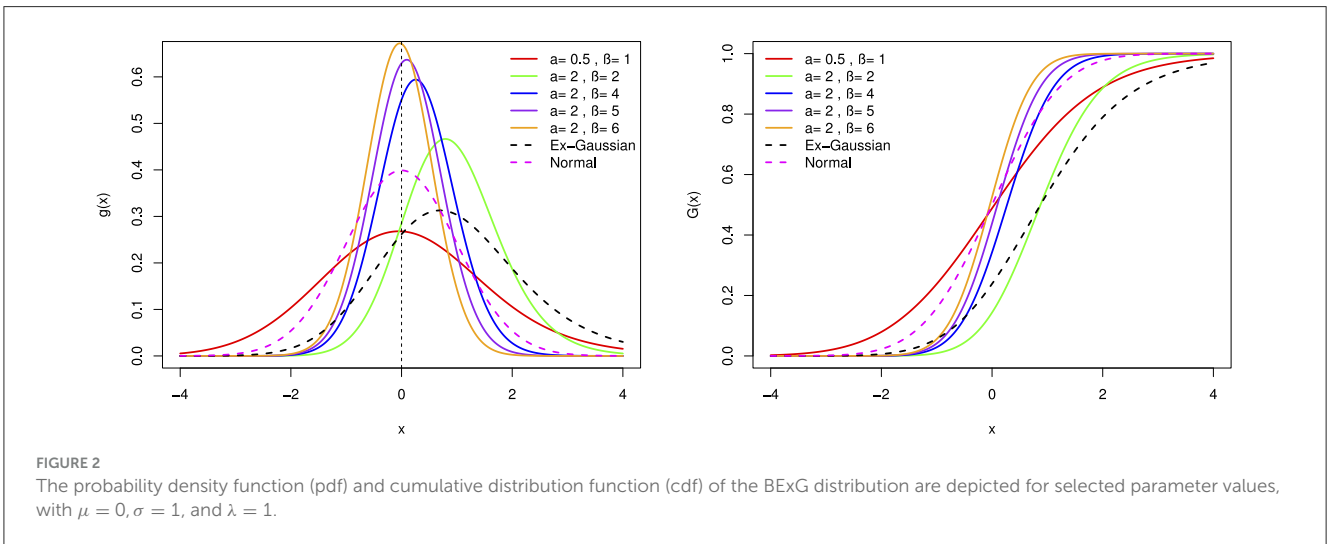 g(x)
0.6
0.5
0.4
0.3
0.2
0.1
0.0
−4
−2
0
2
4
x
a= 0.5 , ß= 1
a= 2 , ß= 2
a= 2 , ß= 4
a= 2 , ß= 5
a= 2 , ß= 6
Ex−Gaussian
Normal
G(x)
1.0
0.8
0.6
0.4
0.2
0.0
−4
−2
0
2
4
x
a= 0.5 , ß= 1
a= 2 , ß= 2
a= 2 , ß= 4
a= 2 , ß= 5
a= 2 , ß= 6
Ex−Gaussian
Normal
FIGURE 2
The probability density function (pdf) and cumulative distribution function (cdf) of the BExG distribution are depicted for selected parameter values,
with μ = 0, σ = 1, and λ = 1.